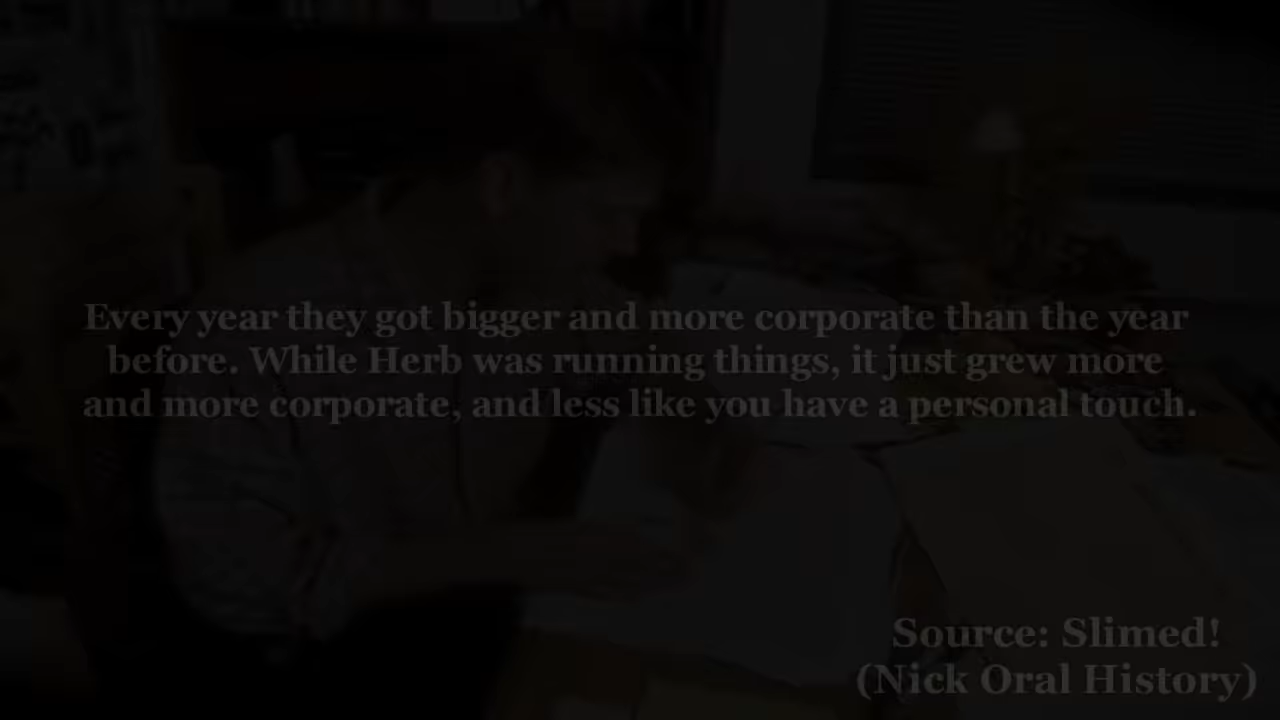 Every year they got bigger and more corporate than the year
before. While Herb was running things, it just grew more
and more corporate, and less like you have a personal touch.
Source: Slimed!
(Nick Oral History)